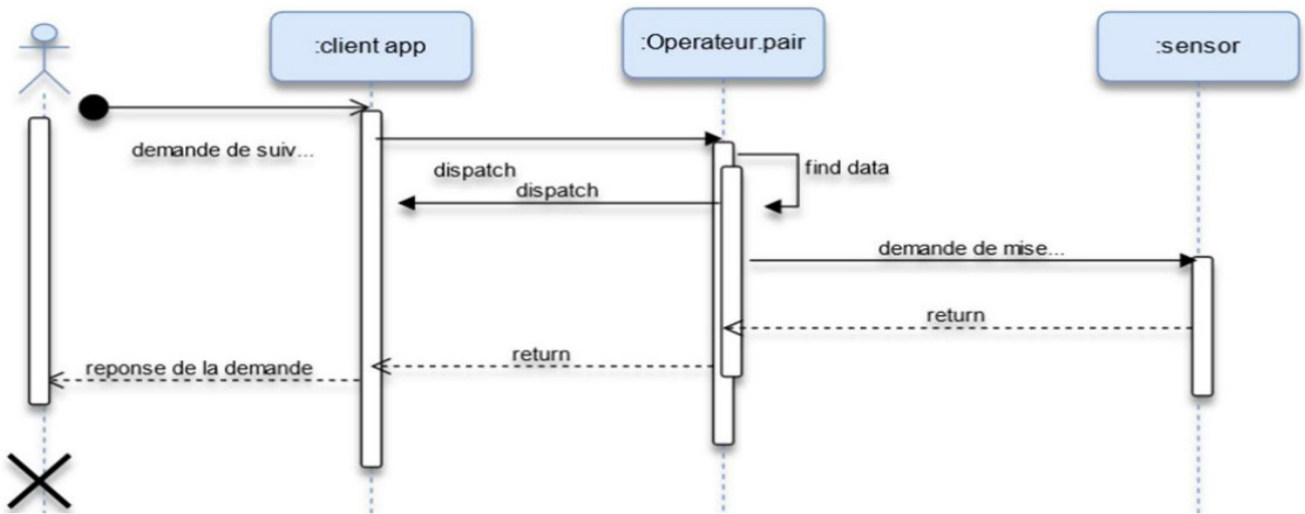 :client app
:Operateur.pair
:sensor
demande de suiv...
dispatch
find data
dispatch
demande de mise...
return
return
reponse de la demande